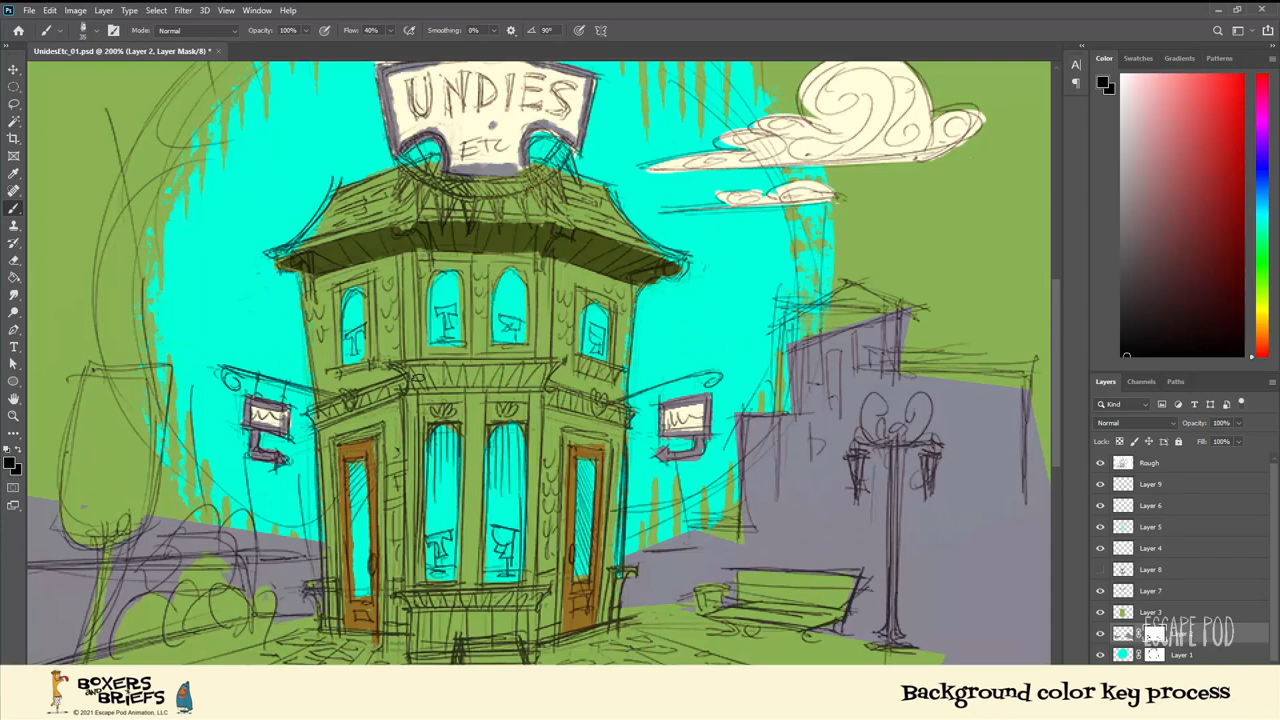 File Edit Image Layer Type Select Filter 3D View Window Help
Mode: Normal Opacity: 100% Flow: 40% Smoothing: 0% 90°
UnidesEtc_01.psd @ 200% (Layer 2, Layer Mask/8) * ×
Color Swatches Gradients Patterns
UNDIES
ETC
Layers Channels Paths
Kind
Normal Opacity: 100%
Lock: Fill: 100%
Rough
Layer 9
Layer 6
Layer 5
Layer 4
Layer 8
Layer 7
Layer 3
ESCAPE POD
Layer 1
BOXERS
AND
BRIEFS
© 2021 Escape Pod Animation, LLC
Background color key process